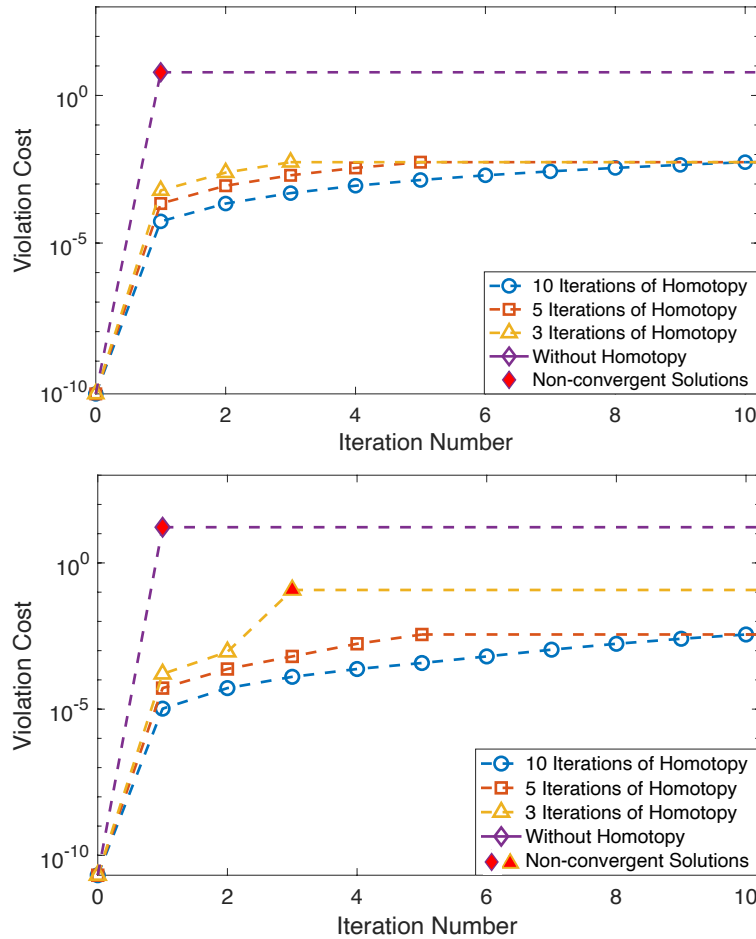 Violation Cost
10^0
10^-5
10^-10
10 Iterations of Homotopy
5 Iterations of Homotopy
3 Iterations of Homotopy
Without Homotopy
Non-convergent Solutions
0 2 4 6 8 10
Iteration Number
Violation Cost
10^0
10^-5
10^-10
10 Iterations of Homotopy
5 Iterations of Homotopy
3 Iterations of Homotopy
Without Homotopy
Non-convergent Solutions
0 2 4 6 8 10
Iteration Number